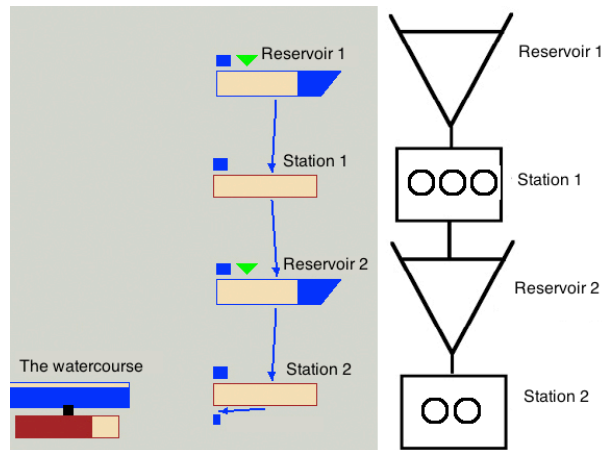 Reservoir 1
Station 1
Reservoir 2
Station 2
The watercourse
Reservoir 1
Station 1
Reservoir 2
Station 2